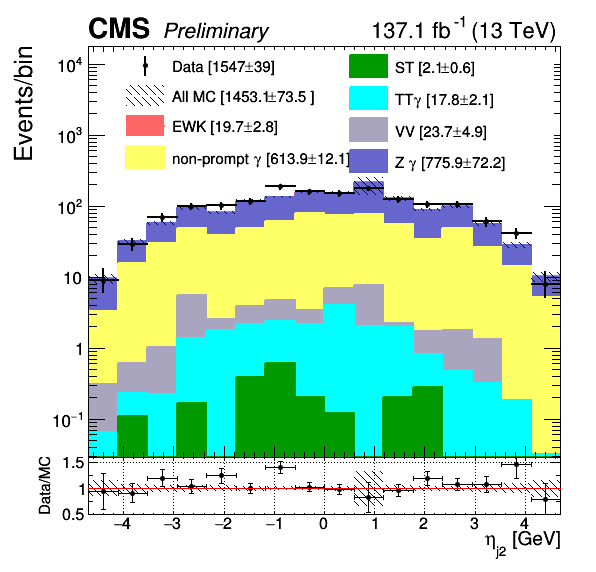 CMS Preliminary 137.1 fb⁻¹ (13 TeV)
Events/bin
Data [1547±39]
All MC [1453.1±73.5 ]
EWK [19.7±2.8]
non-prompt γ [613.9±12.1]
ST [2.1±0.6]
TTγ [17.8±2.1]
VV [23.7±4.9]
Z γ [775.9±72.2]
10⁴
10³
10²
10
1
10⁻¹
Data/MC
1.5
1
0.5
−4 −3 −2 −1 0 1 2 3 4
η_j2 [GeV]